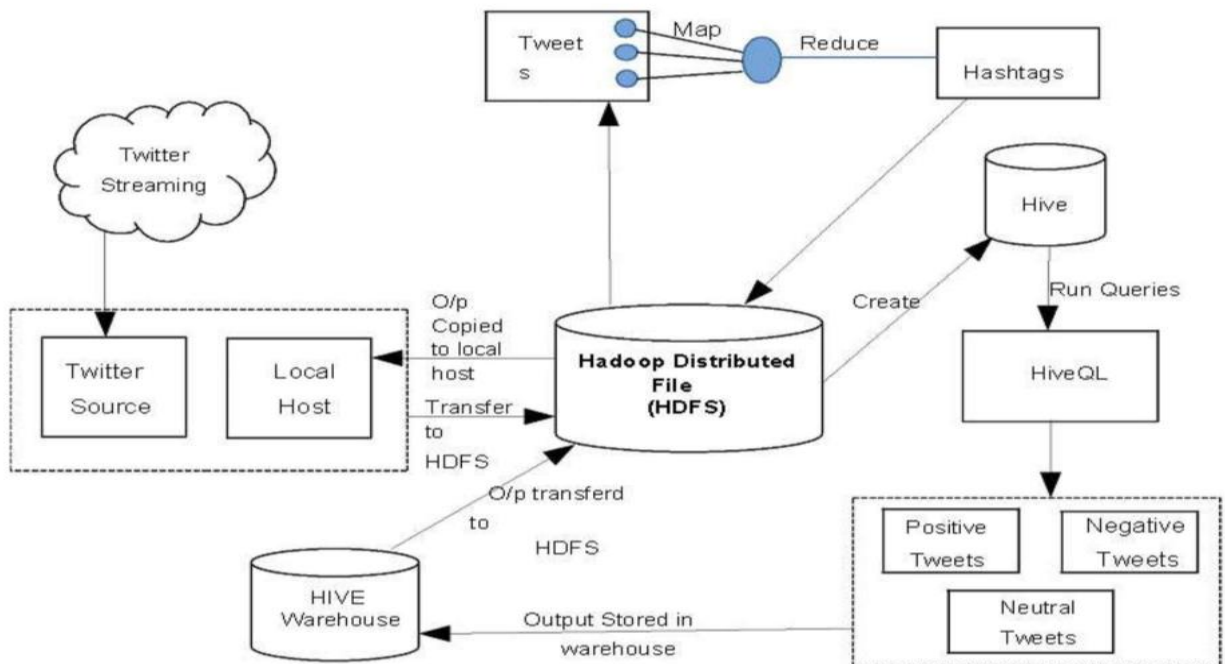 Tweet
s
Map
Reduce
Hashtags
Twitter
Streaming
Hive
O/p
Copied
to local
host
Create
Run Queries
Twitter
Source
Local
Host
Hadoop Distributed
File
(HDFS)
HiveQL
Transfer
to
HDFS
O/p transferd
to
HDFS
Positive
Tweets
Negative
Tweets
Neutral
Tweets
HIVE
Warehouse
Output Stored in
warehouse